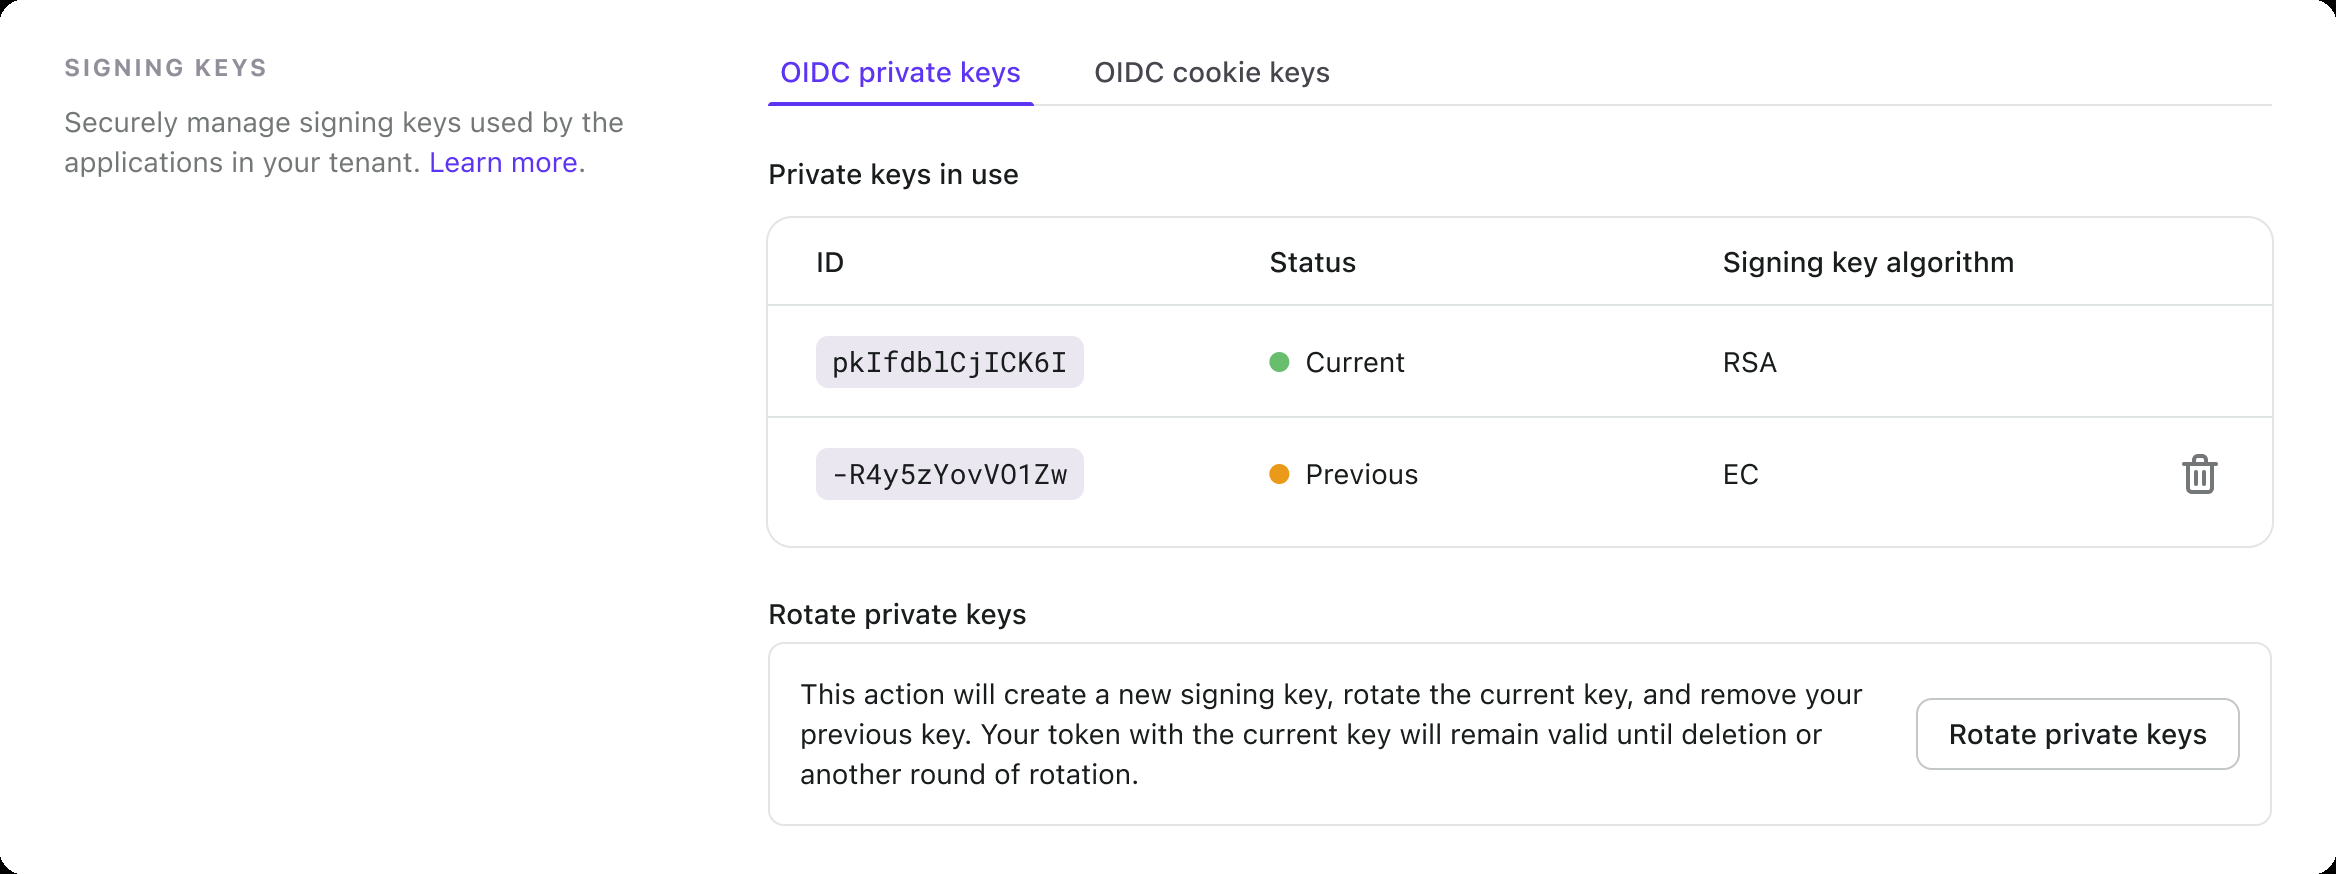 SIGNING KEYS
Securely manage signing keys used by the
applications in your tenant. Learn more.
OIDC private keys
OIDC cookie keys
Private keys in use
ID
Status
Signing key algorithm
pkIfdblCjICK6I
Current
RSA
-R4y5zYovVO1Zw
Previous
EC
Rotate private keys
This action will create a new signing key, rotate the current key, and remove your
previous key. Your token with the current key will remain valid until deletion or
another round of rotation.
Rotate private keys